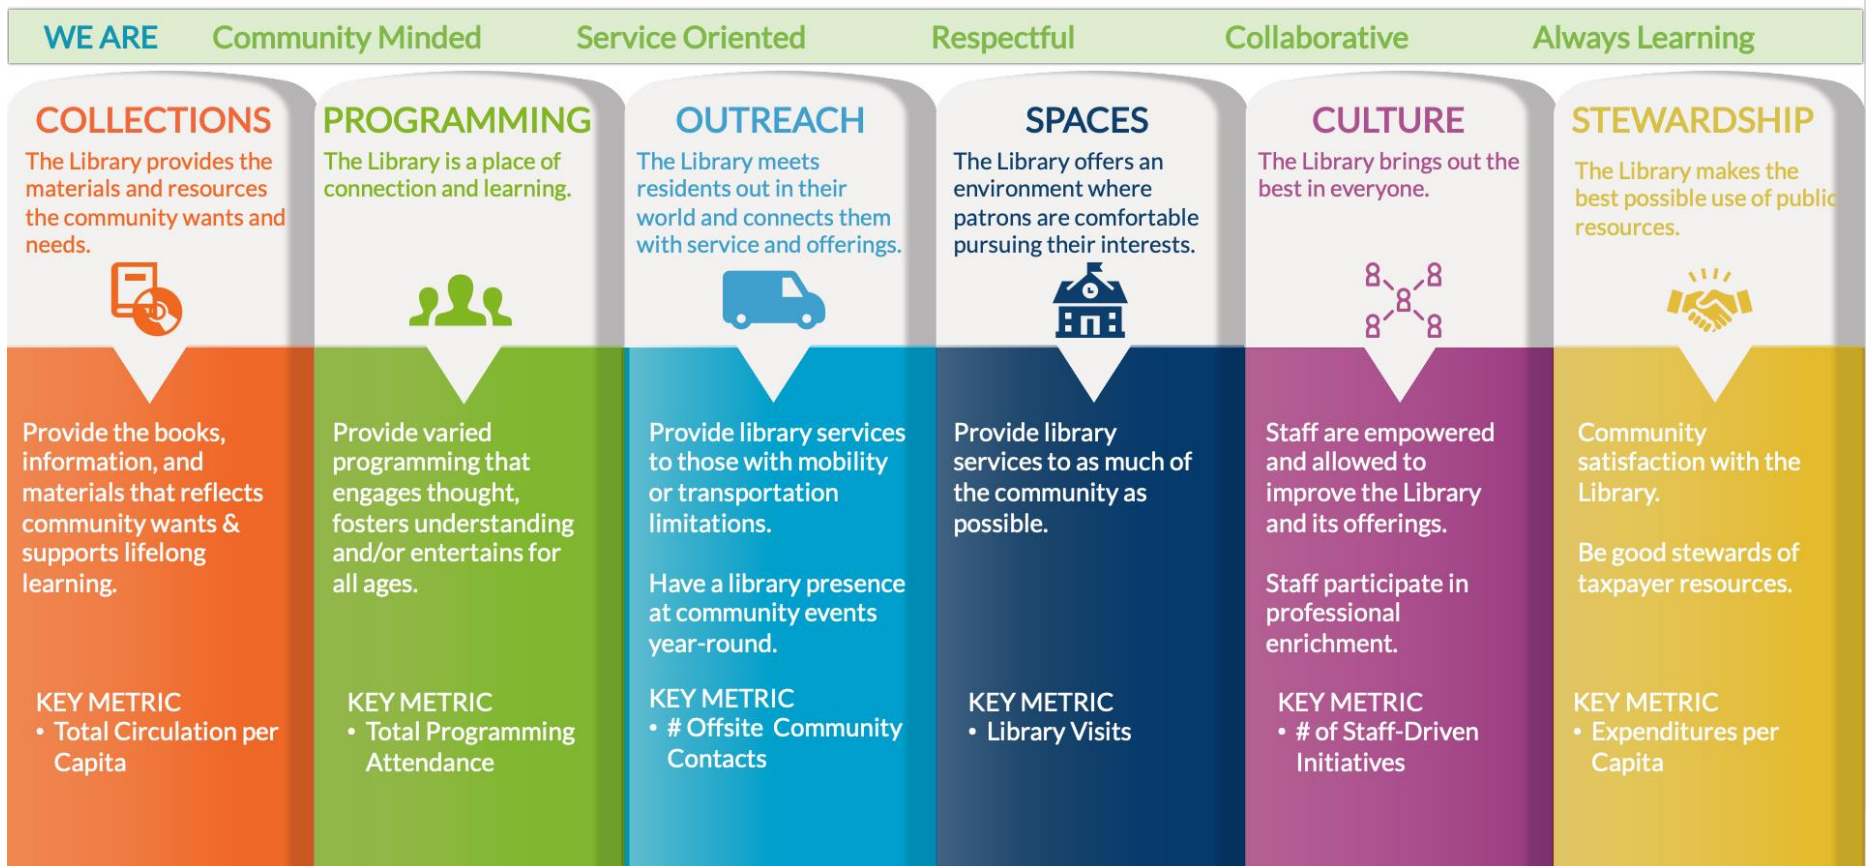 WE ARE Community Minded Service Oriented Respectful Collaborative Always Learning
COLLECTIONS
The Library provides the
materials and resources
the community wants and
needs.
Provide the books,
information, and
materials that reflects
community wants &
supports lifelong
learning.
KEY METRIC
• Total Circulation per
Capita
PROGRAMMING
The Library is a place of
connection and learning.
Provide varied
programming that
engages thought,
fosters understanding
and/or entertains for
all ages.
KEY METRIC
• Total Programming
Attendance
OUTREACH
The Library meets
residents out in their
world and connects them
with service and offerings.
Provide library services
to those with mobility
or transportation
limitations.
Have a library presence
at community events
year-round.
KEY METRIC
• # Offsite Community
Contacts
SPACES
The Library offers an
environment where
patrons are comfortable
pursuing their interests.
Provide library
services to as much of
the community as
possible.
KEY METRIC
• Library Visits
CULTURE
The Library brings out the
best in everyone.
Staff are empowered
and allowed to
improve the Library
and its offerings.
Staff participate in
professional
enrichment.
KEY METRIC
• # of Staff-Driven
Initiatives
STEWARDSHIP
The Library makes the
best possible use of public
resources.
Community
satisfaction with the
Library.
Be good stewards of
taxpayer resources.
KEY METRIC
• Expenditures per
Capita